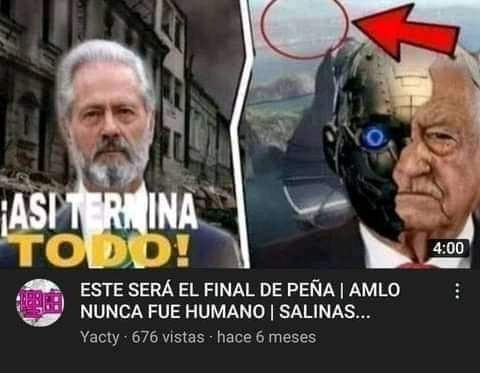 ¡ASI TERMINA
TODO!
4:00
ESTE SERÁ EL FINAL DE PEÑA | AMLO
NUNCA FUE HUMANO | SALINAS...
Yacty · 676 vistas · hace 6 meses